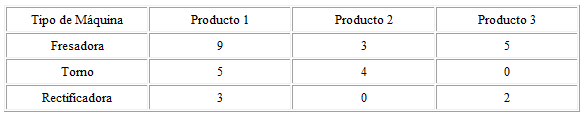 Tipo de Máquina Producto 1 Producto 2 Producto 3
Fresadora 9 3 5
Torno 5 4 0
Rectificadora 3 0 2